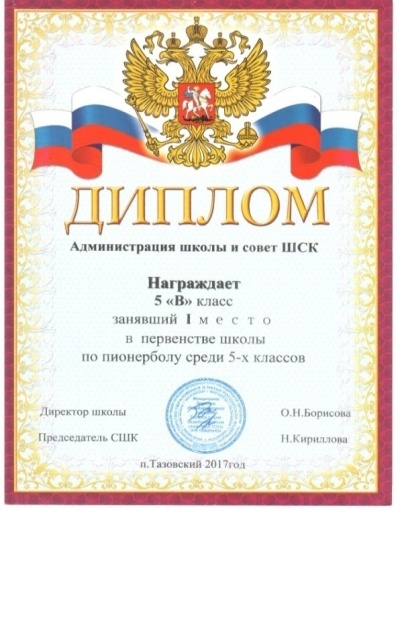 ДИПЛОМ
Администрация школы и совет ШСК
Награждает
5 «В» класс
занявший I место
в первенстве школы
по пионерболу среди 5-х классов
Директор школы О.Н.Борисова
Председатель СШК Н.Кириллова
п.Тазовский 2017год